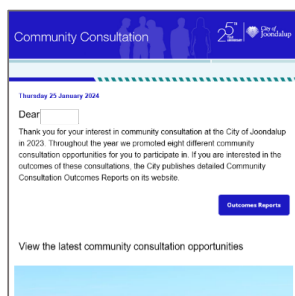 Community Consultation
25TH
City of
Joondalup
Thursday 25 January 2024
Dear
Thank you for your interest in community consultation at the City of Joondalup
in 2023. Throughout the year we promoted eight different community
consultation opportunities for you to participate in. If you are interested in the
outcomes of these consultations, the City publishes detailed Community
Consultation Outcomes Reports on its website.
Outcomes Reports
View the latest community consultation opportunities